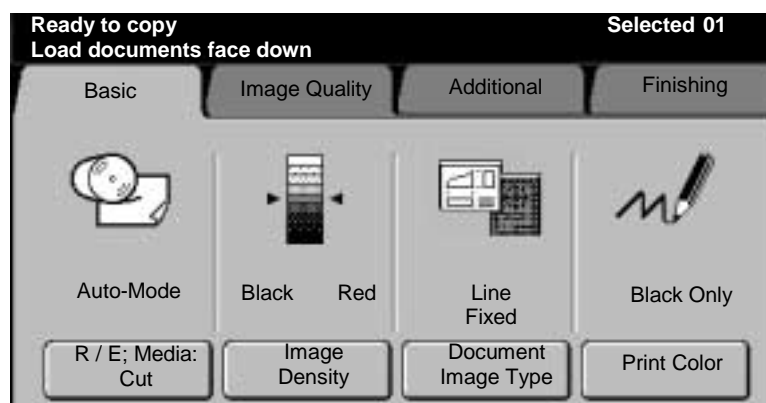 Ready to copy Selected 01
Load documents face down
Basic Image Quality Additional Finishing
Auto-Mode Black Red Line Fixed Black Only
R / E; Media: Cut
Image Density
Document Image Type
Print Color